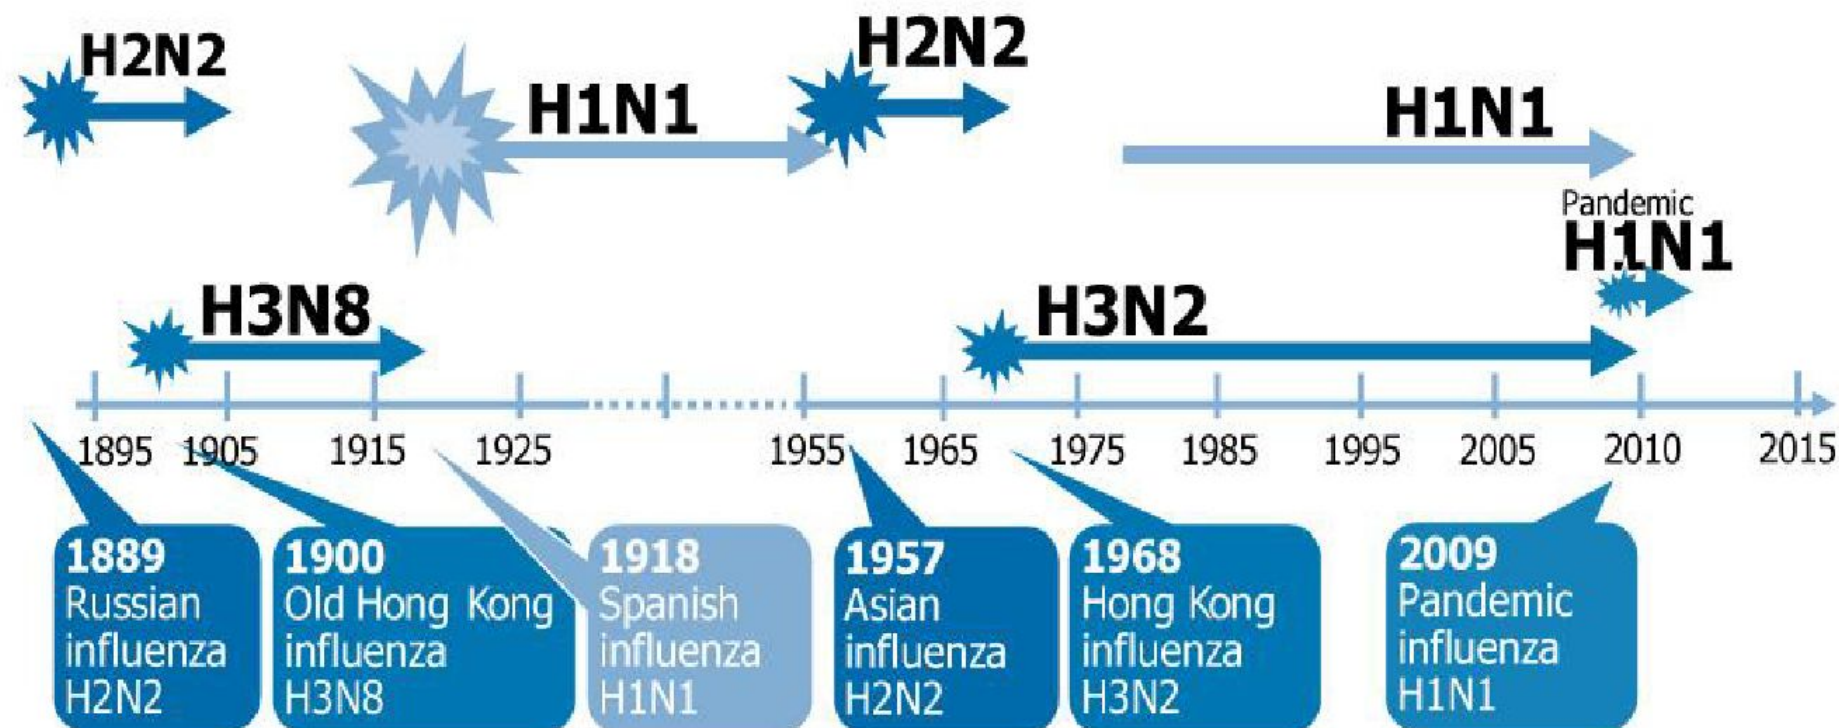 H2N2
H2N2
H1N1
H1N1
Pandemic
H1N1
H3N8
H3N2
1895 1905 1915 1925 1955 1965 1975 1985 1995 2005 2010 2015
1889
Russian
influenza
H2N2
1900
Old Hong Kong
influenza
H3N8
1918
Spanish
influenza
H1N1
1957
Asian
influenza
H2N2
1968
Hong Kong
influenza
H3N2
2009
Pandemic
influenza
H1N1